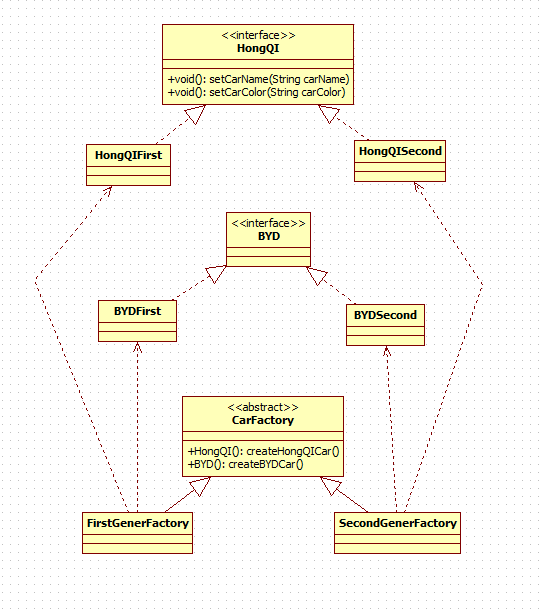 <<interface>>
HongQI
+void(): setCarName(String carName)
+void(): setCarColor(String carColor)
HongQIFirst
HongQISecond
<<interface>>
BYD
BYDFirst
BYDSecond
<<abstract>>
CarFactory
+HongQI(): createHongQICar()
+BYD(): createBYDCar()
FirstGenerFactory
SecondGenerFactory